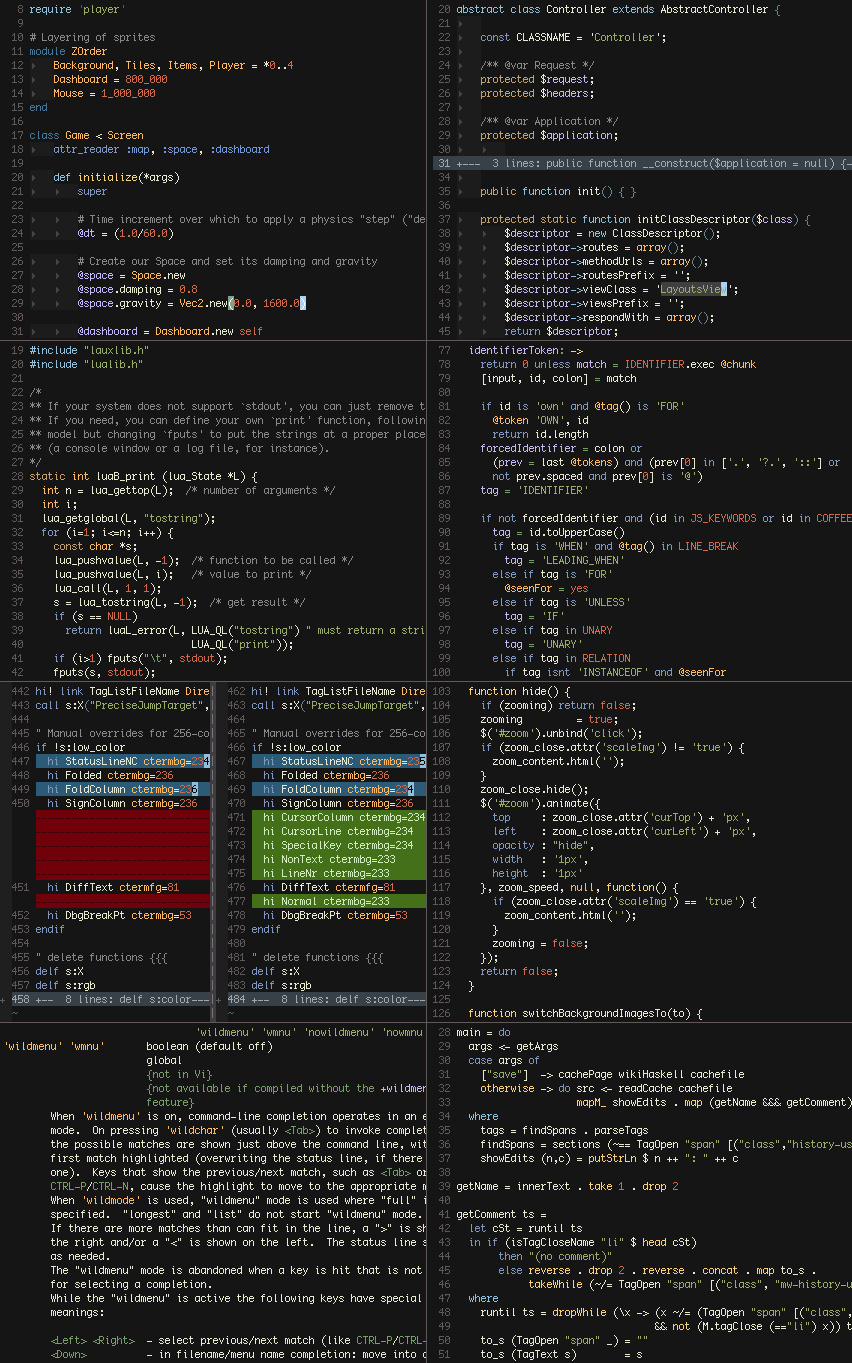 8 require 'player'
9
10 # Layering of sprites
11 module ZOrder
12 Background, Tiles, Items, Player = *0..4
13 Dashboard = 800_000
14 Mouse = 1_000_000
15 end
16
17 class Game < Screen
18 attr_reader :map, :space, :dashboard
19
20 def initialize(*args)
21 super
22
23 # Time increment over which to apply a physics "step" ("de
24 @dt = (1.0/60.0)
25
26 # Create our Space and set its damping and gravity
27 @space = Space.new
28 @space.damping = 0.8
29 @space.gravity = Vec2.new(0.0, 1600.0)
30
31 @dashboard = Dashboard.new self
20 abstract class Controller extends AbstractController {
21
22 const CLASSNAME = 'Controller';
23
24 /** @var Request */
25 protected $request;
26 protected $headers;
27
28 /** @var Application */
29 protected $application;
30
31 +--- 3 lines: public function __construct($application = null) {-
34
35 public function init() { }
36
37 protected static function initClassDescriptor($class) {
38 $descriptor = new ClassDescriptor();
39 $descriptor->routes = array();
40 $descriptor->methodUrls = array();
41 $descriptor->routesPrefix = '';
42 $descriptor->viewClass = 'LayoutsView';
43 $descriptor->viewsPrefix = '';
44 $descriptor->respondWith = array();
45 return $descriptor;
19 #include "lauxlib.h"
20 #include "lualib.h"
21
22 /*
23 ** If your system does not support `stdout', you can just remove t
24 ** If you need, you can define your own `print' function, followin
25 ** model but changing `fputs' to put the strings at a proper place
26 ** (a console window or a log file, for instance).
27 */
28 static int luaB_print (lua_State *L) {
29 int n = lua_gettop(L); /* number of arguments */
30 int i;
31 lua_getglobal(L, "tostring");
32 for (i=1; i<=n; i++) {
33 const char *s;
34 lua_pushvalue(L, -1); /* function to be called */
35 lua_pushvalue(L, i); /* value to print */
36 lua_call(L, 1, 1);
37 s = lua_tostring(L, -1); /* get result */
38 if (s == NULL)
39 return luaL_error(L, LUA_QL("tostring") " must return a stri
40 LUA_QL("print"));
41 if (i>1) fputs("\t", stdout);
42 fputs(s, stdout);
77 identifierToken: ->
78 return 0 unless match = IDENTIFIER.exec @chunk
79 [input, id, colon] = match
80
81 if id is 'own' and @tag() is 'FOR'
82 @token 'OWN', id
83 return id.length
84 forcedIdentifier = colon or
85 (prev = last @tokens) and (prev[0] in ['.', '?.', '::'] or
86 not prev.spaced and prev[0] is '@')
87 tag = 'IDENTIFIER'
88
89 if not forcedIdentifier and (id in JS_KEYWORDS or id in COFFEE
90 tag = id.toUpperCase()
91 if tag is 'WHEN' and @tag() in LINE_BREAK
92 tag = 'LEADING_WHEN'
93 else if tag is 'FOR'
94 @seenFor = yes
95 else if tag is 'UNLESS'
96 tag = 'IF'
97 else if tag in UNARY
98 tag = 'UNARY'
99 else if tag in RELATION
100 if tag isnt 'INSTANCEOF' and @seenFor
442 hi! link TagListFileName Dire
443 call s:X("PreciseJumpTarget",
444
445 " Manual overrides for 256-co
446 if !s:low_color
447 hi StatusLineNC ctermbg=234
448 hi Folded ctermbg=236
449 hi FoldColumn ctermbg=236
450 hi SignColumn ctermbg=236
451 hi DiffText ctermfg=81
452 hi DbgBreakPt ctermbg=53
453 endif
454
455 " delete functions {{{
456 delf s:X
457 delf s:rgb
+ 458 +-- 8 lines: delf s:color---
~
462 hi! link TagListFileName Dire
463 call s:X("PreciseJumpTarget",
464
465 " Manual overrides for 256-co
466 if !s:low_color
467 hi StatusLineNC ctermbg=235
468 hi Folded ctermbg=236
469 hi FoldColumn ctermbg=234
470 hi SignColumn ctermbg=236
471 hi CursorColumn ctermbg=234
472 hi CursorLine ctermbg=234
473 hi SpecialKey ctermbg=234
474 hi NonText ctermbg=233
475 hi LineNr ctermbg=233
476 hi DiffText ctermfg=81
477 hi Normal ctermbg=233
478 hi DbgBreakPt ctermbg=53
479 endif
480
481 " delete functions {{{
482 delf s:X
483 delf s:rgb
+ 484 +-- 8 lines: delf s:color---
~
103 function hide() {
104 if (zooming) return false;
105 zooming = true;
106 $('#zoom').unbind('click');
107 if (zoom_close.attr('scaleImg') != 'true') {
108 zoom_content.html('');
109 }
110 zoom_close.hide();
111 $('#zoom').animate({
112 top : zoom_close.attr('curTop') + 'px',
113 left : zoom_close.attr('curLeft') + 'px',
114 opacity : "hide",
115 width : '1px',
116 height : '1px'
117 }, zoom_speed, null, function() {
118 if (zoom_close.attr('scaleImg') == 'true') {
119 zoom_content.html('');
120 }
121 zooming = false;
122 });
123 return false;
124 }
125
126 function switchBackgroundImagesTo(to) {
'wildmenu' 'wmnu' 'nowildmenu' 'nowmnu
'wildmenu' 'wmnu' boolean (default off)
global
{not in Vi}
{not available if compiled without the +wildmen
feature}
When 'wildmenu' is on, command-line completion operates in an e
mode. On pressing 'wildchar' (usually <Tab>) to invoke complet
the possible matches are shown just above the command line, wit
first match highlighted (overwriting the status line, if there
one). Keys that show the previous/next match, such as <Tab> or
CTRL-P/CTRL-N, cause the highlight to move to the appropriate m
When 'wildmode' is used, "wildmenu" mode is used where "full" i
specified. "longest" and "list" do not start "wildmenu" mode.
If there are more matches than can fit in the line, a ">" is sh
the right and/or a "<" is shown on the left. The status line s
as needed.
The "wildmenu" mode is abandoned when a key is hit that is not
for selecting a completion.
While the "wildmenu" is active the following keys have special
meanings:

<Left> <Right> - select previous/next match (like CTRL-P/CTRL-
<Down> - in filename/menu name completion: move into a
28 main = do
29 args <- getArgs
30 case args of
31 ["save"] -> cachePage wikiHaskell cachefile
32 otherwise -> do src <- readCache cachefile
33 mapM_ showEdits . map (getName &&& getComment)
34 where
35 tags = findSpans . parseTags
36 findSpans = sections (~== TagOpen "span" [("class","history-us
37 showEdits (n,c) = putStrLn $ n ++ ": " ++ c
38
39 getName = innerText . take 1 . drop 2
40
41 getComment ts =
42 let cSt = runtil ts
43 in if (isTagCloseName "li" $ head cSt)
44 then "(no comment)"
45 else reverse . drop 2 . reverse . concat . map to_s .
46 takeWhile (~/= TagOpen "span" [("class", "mw-history-u
47 where
48 runtil ts = dropWhile (\x -> (x ~/= (TagOpen "span" [("class",
49 && not (M.tagClose (=="li") x)) t
50 to_s (TagOpen "span" _) = ""
51 to_s (TagText s) = s